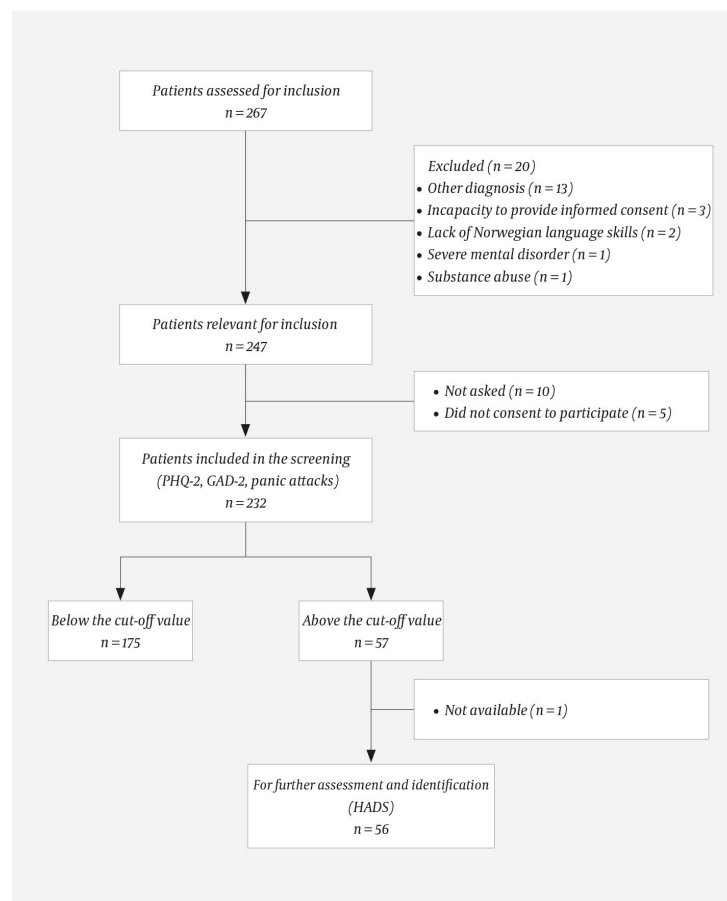 Patients assessed for inclusion
n = 267
Excluded (n = 20)
• Other diagnosis (n = 13)
• Incapacity to provide informed consent (n = 3)
• Lack of Norwegian language skills (n = 2)
• Severe mental disorder (n = 1)
• Substance abuse (n = 1)
Patients relevant for inclusion
n = 247
• Not asked (n = 10)
• Did not consent to participate (n = 5)
Patients included in the screening
(PHQ-2, GAD-2, panic attacks)
n = 232
Below the cut-off value
n = 175
Above the cut-off value
n = 57
• Not available (n = 1)
For further assessment and identification
(HADS)
n = 56